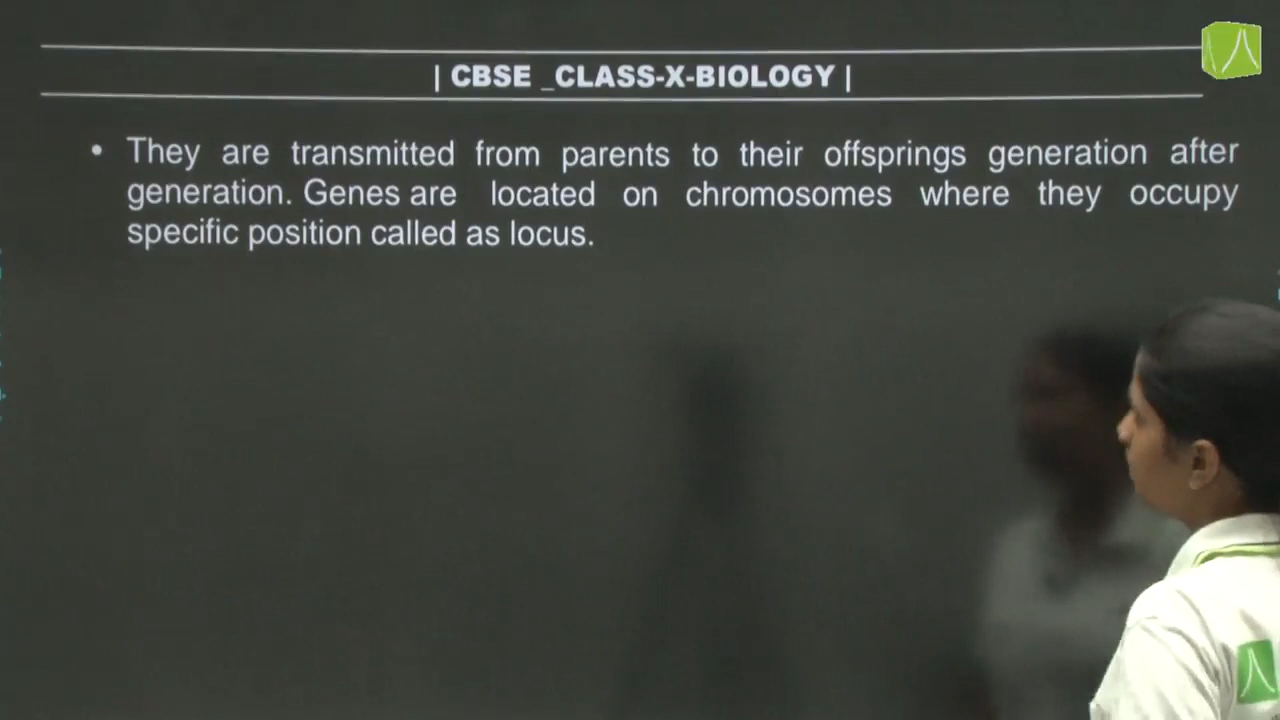 | CBSE _CLASS-X-BIOLOGY |
• They are transmitted from parents to their offsprings generation after
generation. Genes are located on chromosomes where they occupy
specific position called as locus.